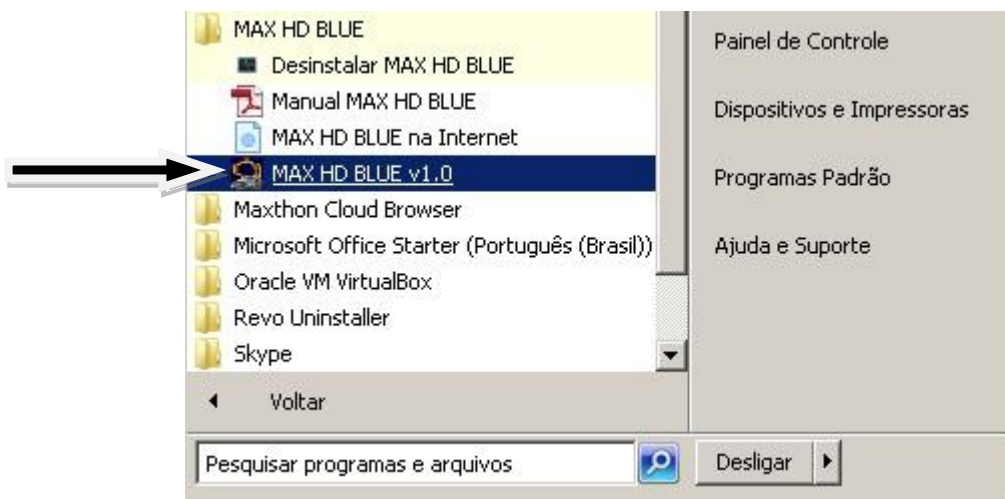 MAX HD BLUE
Desinstalar MAX HD BLUE
Manual MAX HD BLUE
MAX HD BLUE na Internet
MAX HD BLUE v1.0
Maxthon Cloud Browser
Microsoft Office Starter (Português (Brasil))
Oracle VM VirtualBox
Revo Uninstaller
Skype
Voltar
Pesquisar programas e arquivos
Painel de Controle
Dispositivos e Impressoras
Programas Padrão
Ajuda e Suporte
Desligar